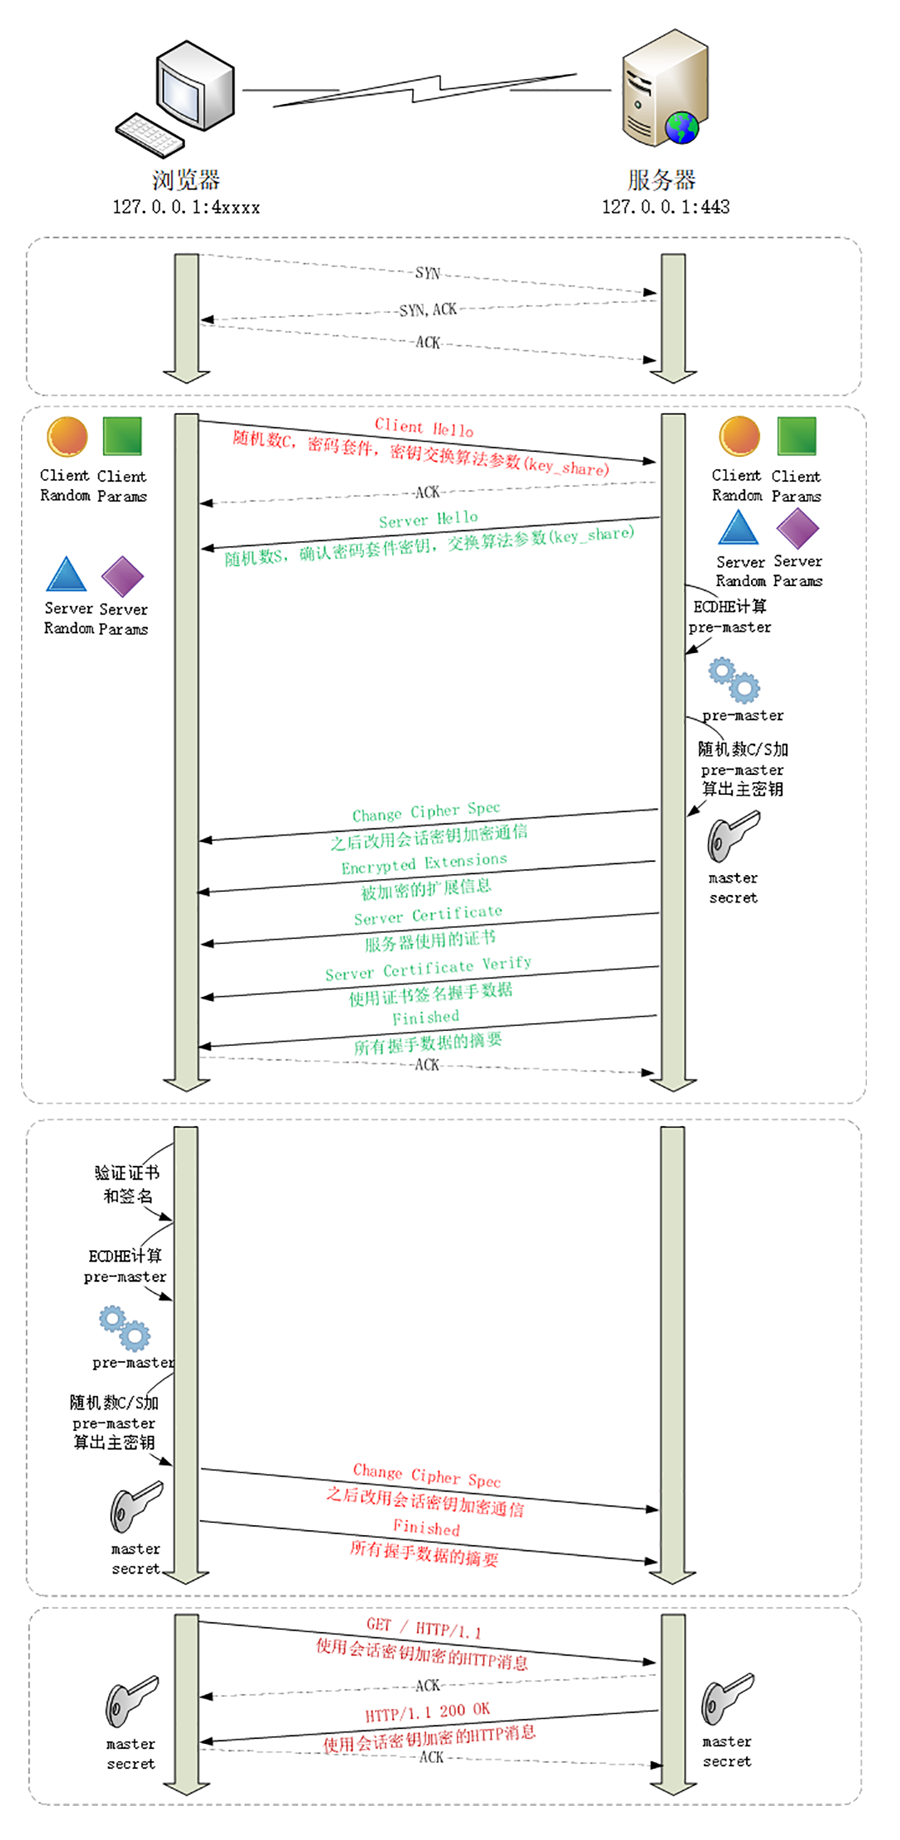 浏览器
127.0.0.1:4xxxx
服务器
127.0.0.1:443
SYN
SYN,ACK
ACK
Client
Random
Client
Params
Client Hello
随机数C，密码套件，密钥交换算法参数(key_share)
Client
Random
Client
Params
ACK
Server Hello
随机数S，确认密码套件密钥，交换算法参数(key_share)
Server
Random
Server
Params
Server
Random
Server
Params
ECDHE计算
pre-master
pre-master
随机数C/S加
pre-master
算出主密钥
master
secret
Change Cipher Spec
之后改用会话密钥加密通信
Encrypted Extensions
被加密的扩展信息
Server Certificate
服务器使用的证书
Server Certificate Verify
使用证书签名握手数据
Finished
所有握手数据的摘要
ACK
验证证书
和签名
ECDHE计算
pre-master
pre-master
随机数C/S加
pre-master
算出主密钥
master
secret
Change Cipher Spec
之后改用会话密钥加密通信
Finished
所有握手数据的摘要
GET / HTTP/1.1
使用会话密钥加密的HTTP消息
ACK
HTTP/1.1 200 OK
使用会话密钥加密的HTTP消息
ACK
master
secret
master
secret